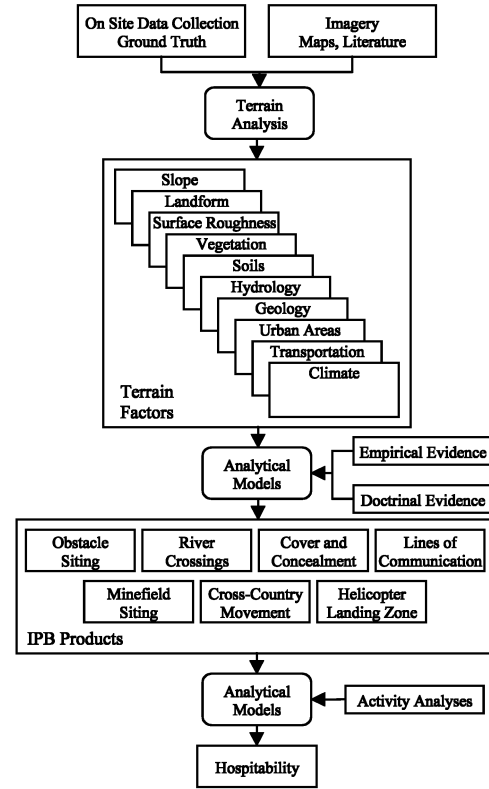 On Site Data Collection
Ground Truth
Imagery
Maps, Literature
Terrain
Analysis
Slope
Landform
Surface Roughness
Vegetation
Soils
Hydrology
Geology
Urban Areas
Transportation
Climate
Terrain
Factors
Analytical
Models
Empirical Evidence
Doctrinal Evidence
Obstacle
Siting
River
Crossings
Cover and
Concealment
Lines of
Communication
Minefield
Siting
Cross-Country
Movement
Helicopter
Landing Zone
IPB Products
Analytical
Models
Activity Analyses
Hospitability